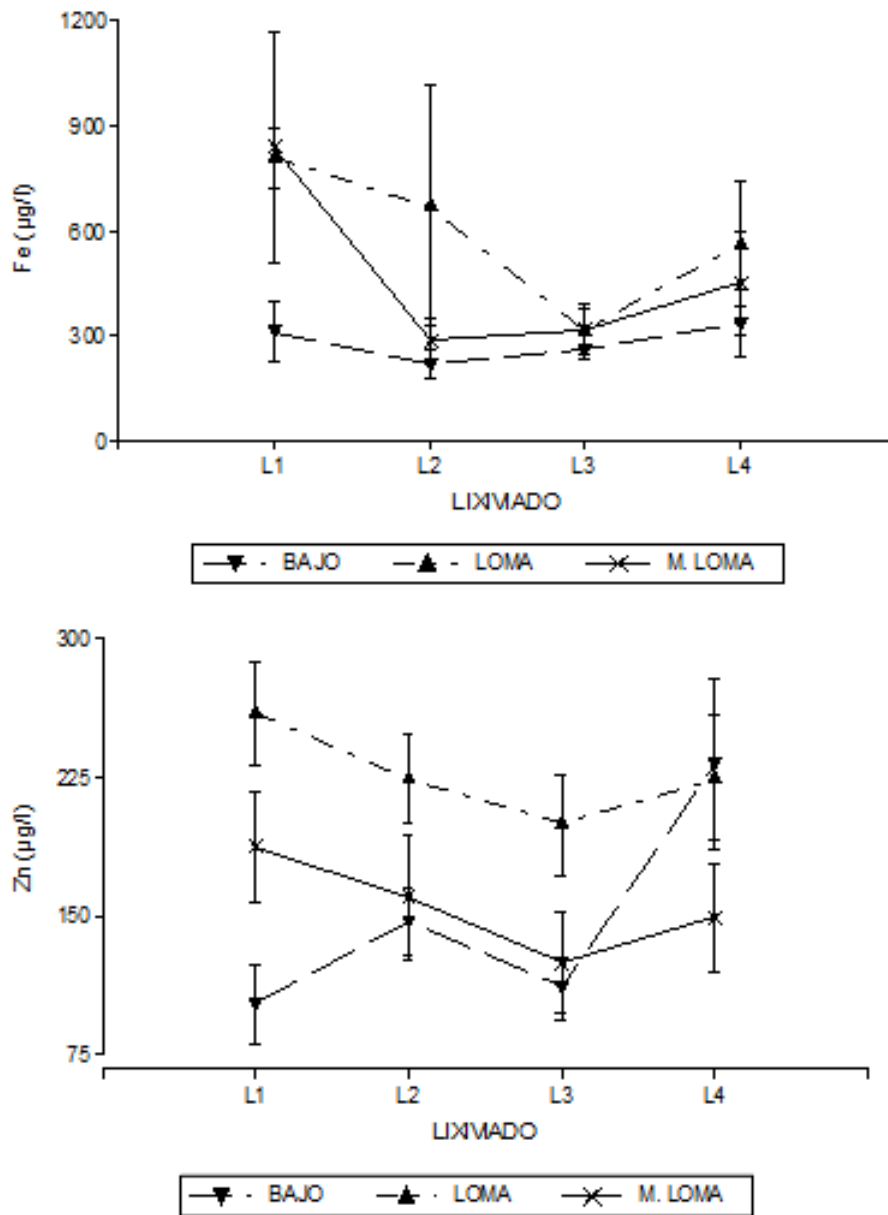 1200
900
600
300
0
Fe (µg/l)
L1 L2 L3 L4
LIXIVIADO
BAJO LOMA M. LOMA
300
225
150
75
Zn (µg/l)
L1 L2 L3 L4
LIXIVIADO
BAJO LOMA M. LOMA